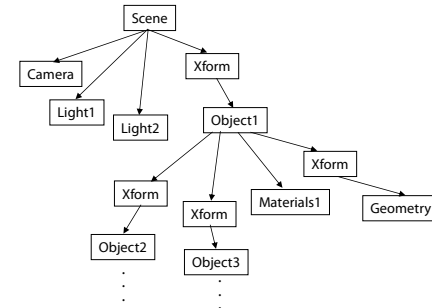 Scene
Camera
Xform
Light1
Light2
Object1
Xform
Xform
Xform
Materials1
Geometry
Object2
Object3